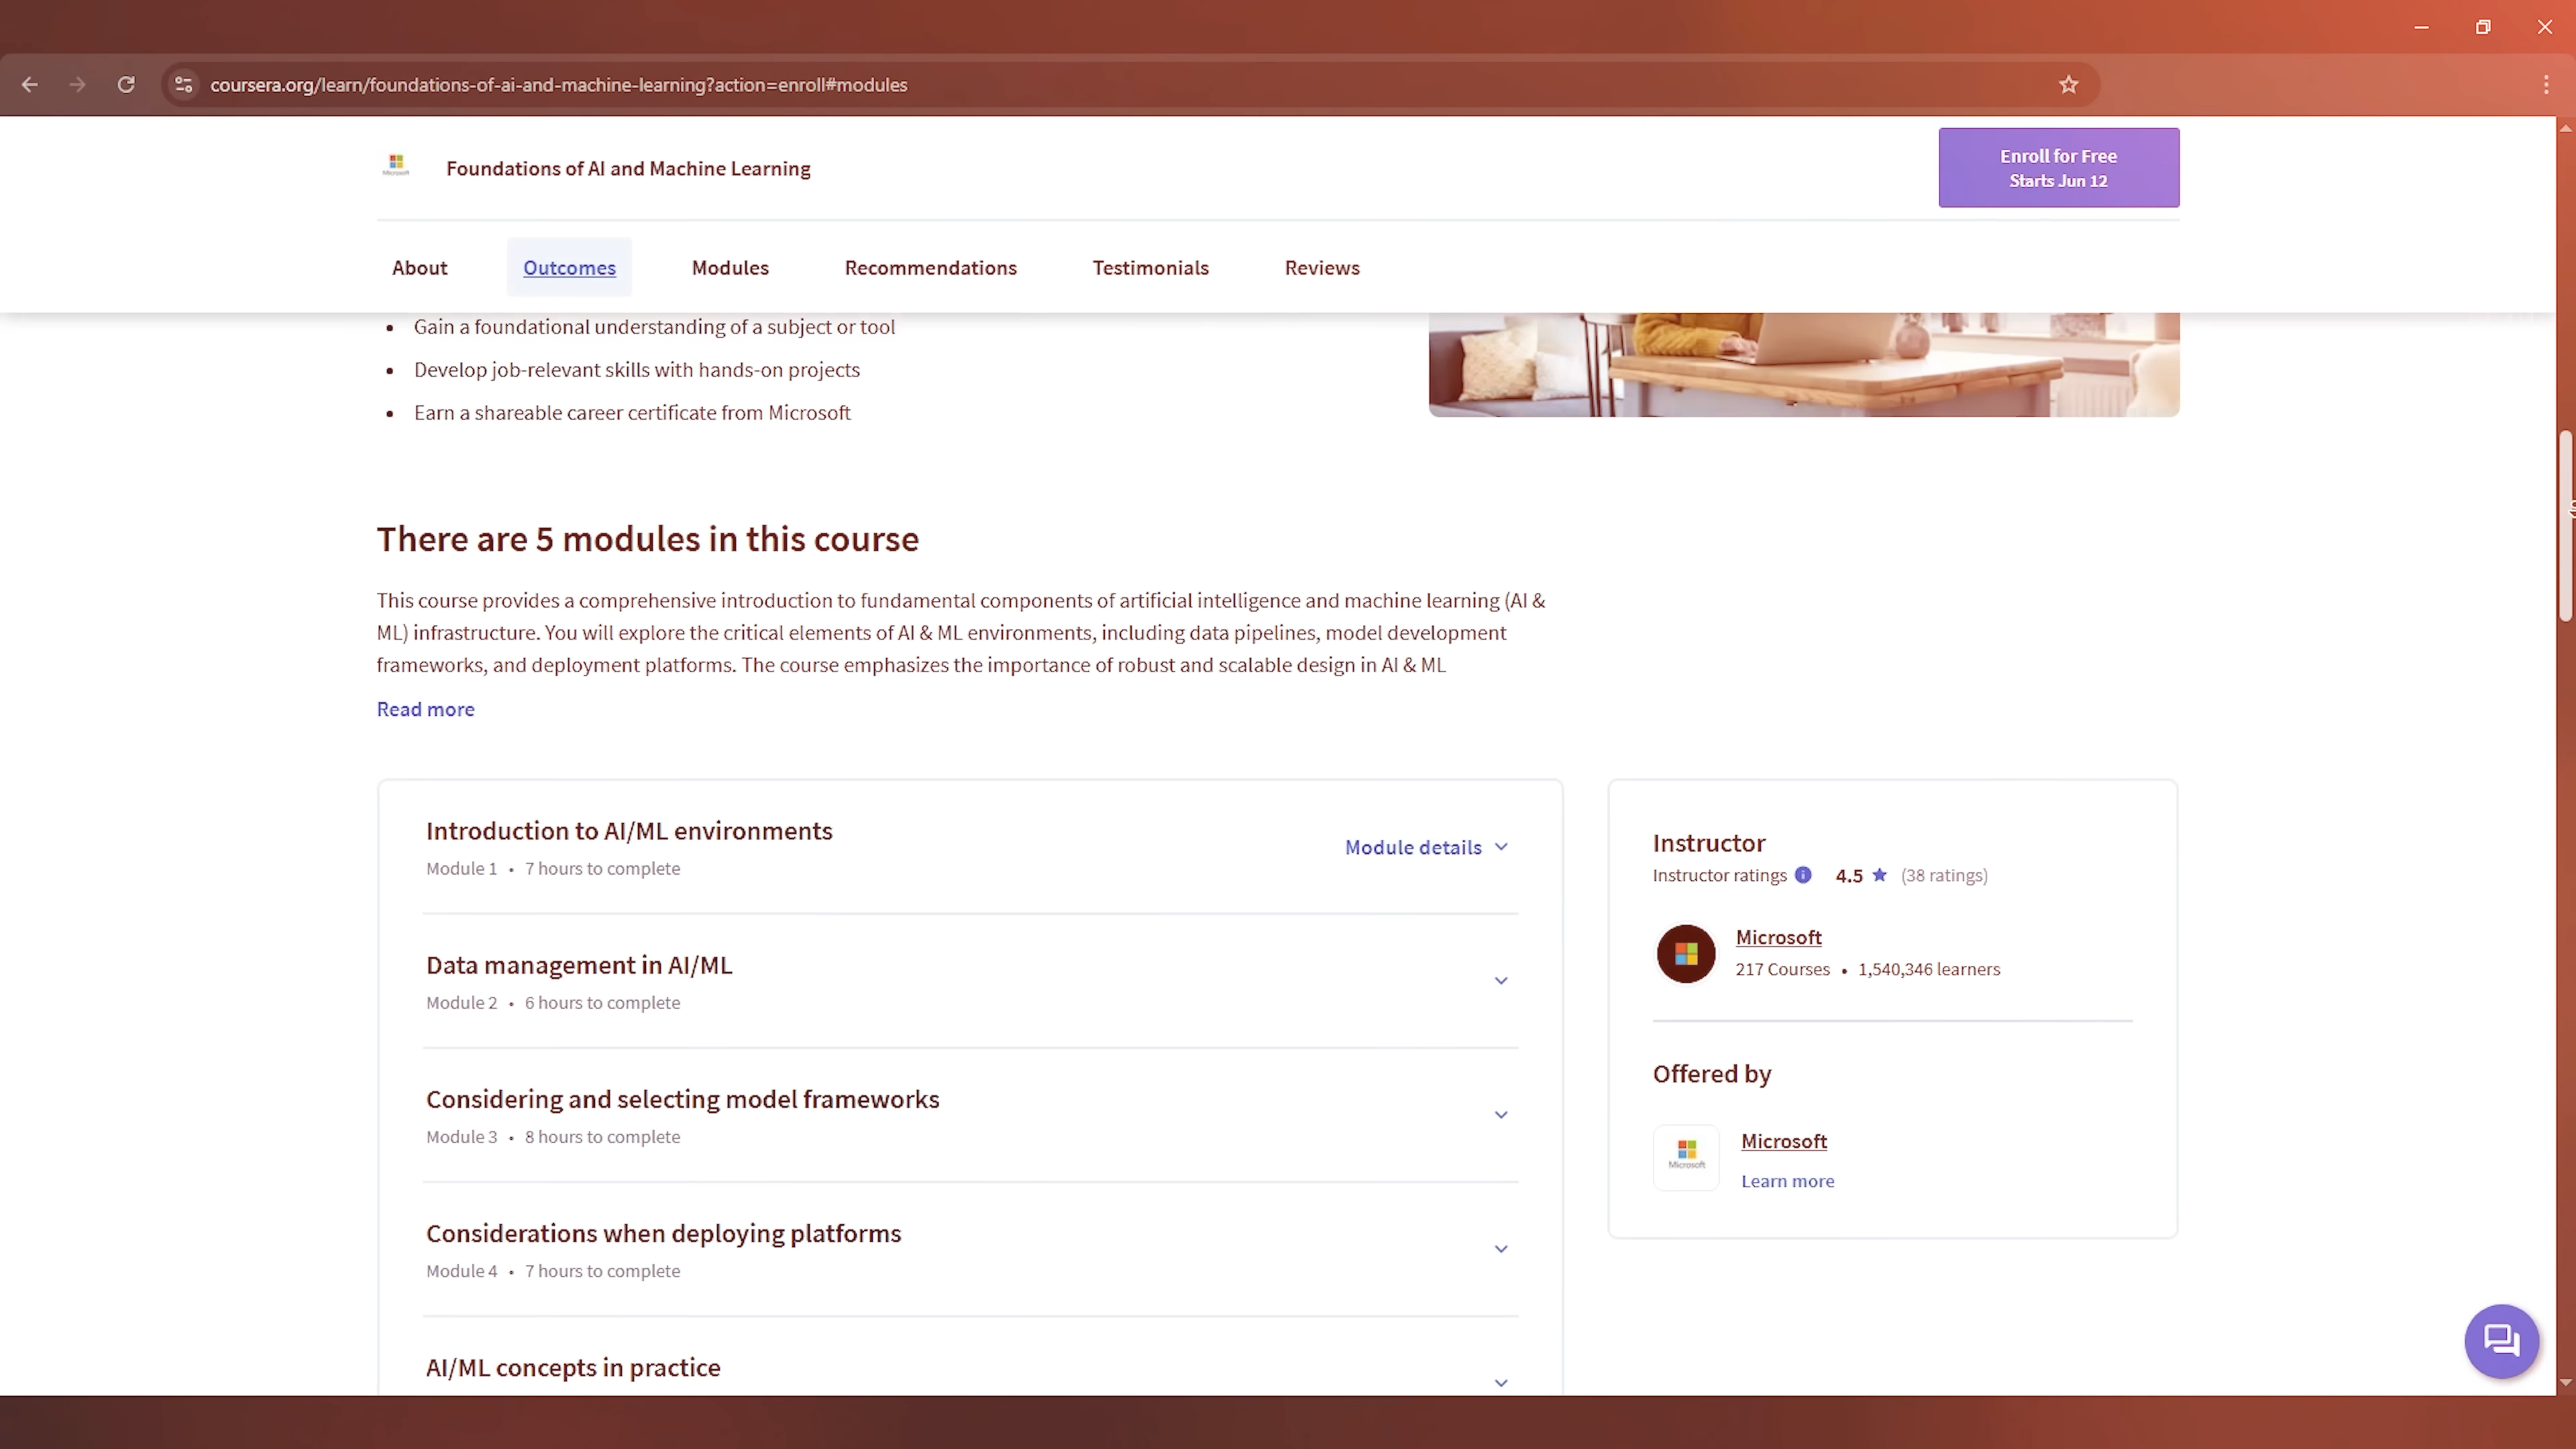 coursera.org/learn/foundations-of-ai-and-machine-learning?action=enroll#modules
Microsoft
Foundations of AI and Machine Learning
Enroll for Free
Starts Jun 12
About
Outcomes
Modules
Recommendations
Testimonials
Reviews
Gain a foundational understanding of a subject or tool
Develop job-relevant skills with hands-on projects
Earn a shareable career certificate from Microsoft
There are 5 modules in this course
This course provides a comprehensive introduction to fundamental components of artificial intelligence and machine learning (AI &
ML) infrastructure. You will explore the critical elements of AI & ML environments, including data pipelines, model development
frameworks, and deployment platforms. The course emphasizes the importance of robust and scalable design in AI & ML
Read more
Introduction to AI/ML environments
Module 1 • 7 hours to complete
Module details
Data management in AI/ML
Module 2 • 6 hours to complete
Considering and selecting model frameworks
Module 3 • 8 hours to complete
Considerations when deploying platforms
Module 4 • 7 hours to complete
AI/ML concepts in practice
Instructor
Instructor ratings 4.5 ★ (38 ratings)
Microsoft
217 Courses • 1,540,346 learners
Offered by
Microsoft
Microsoft
Learn more